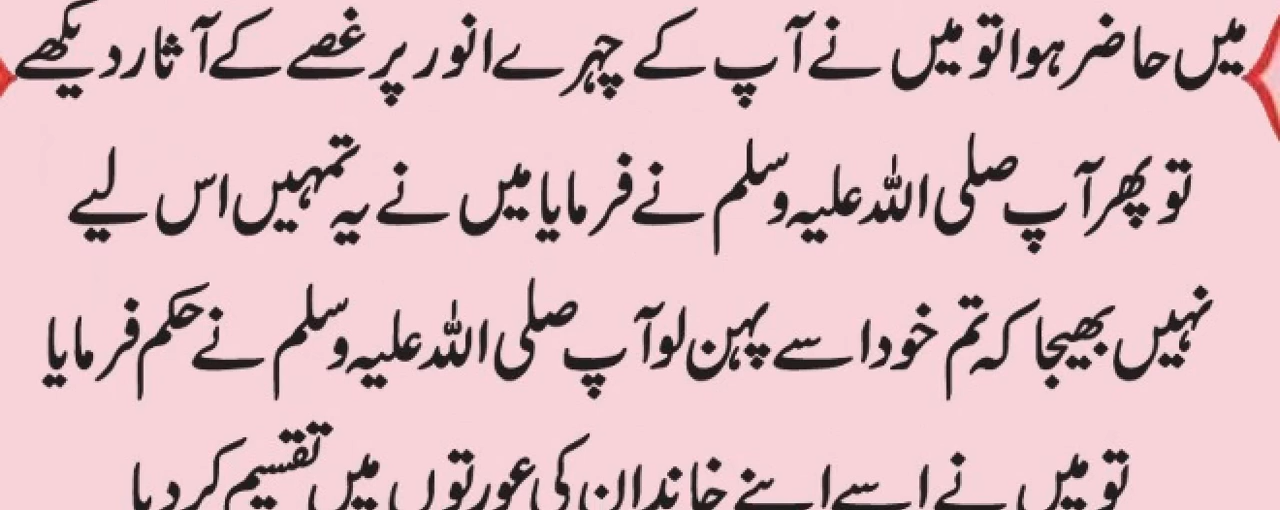 میں حاضر ہوا تو میں نے آپ کے چہرے انور پر غصے کے آثار دیکھے
تو پھر آپ صلی اللہ علیہ وسلم نے فرمایا میں نے یہ تمہیں اس لیے
نہیں بھیجا کہ تم خود اسے پہن لو آپ صلی اللہ علیہ وسلم نے حکم فرمایا
تو میں نے اسے اپنے خاندان کی عورتوں میں تقسیم کر دیا